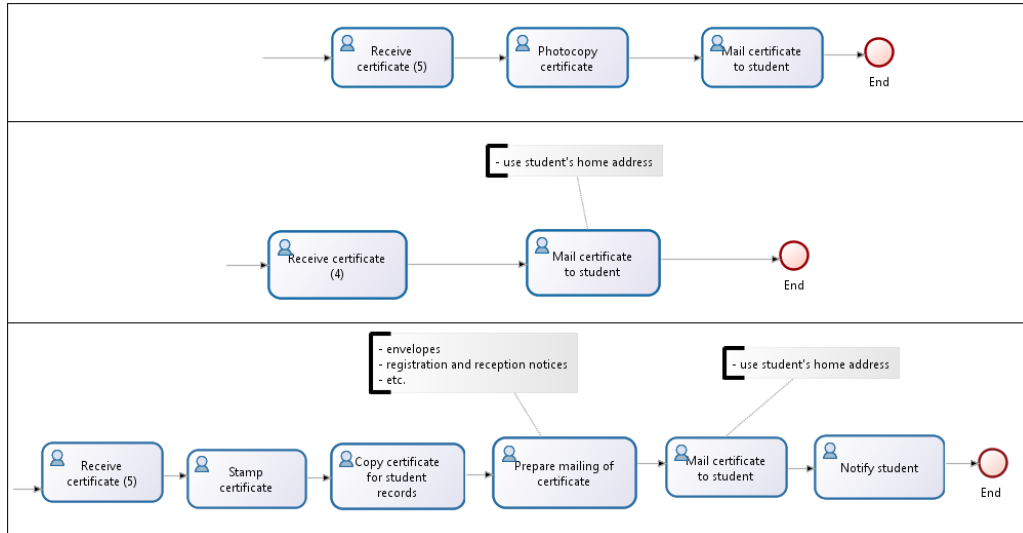 Receive
certificate (5)
Photocopy
certificate
Mail certificate
to student
End
- use student's home address
Receive certificate
(4)
Mail certificate
to student
End
- envelopes
- registration and reception notices
- etc.
- use student's home address
Receive
certificate (5)
Stamp
certificate
Copy certificate
for student
records
Prepare mailing of
certificate
Mail certificate
to student
Notify student
End